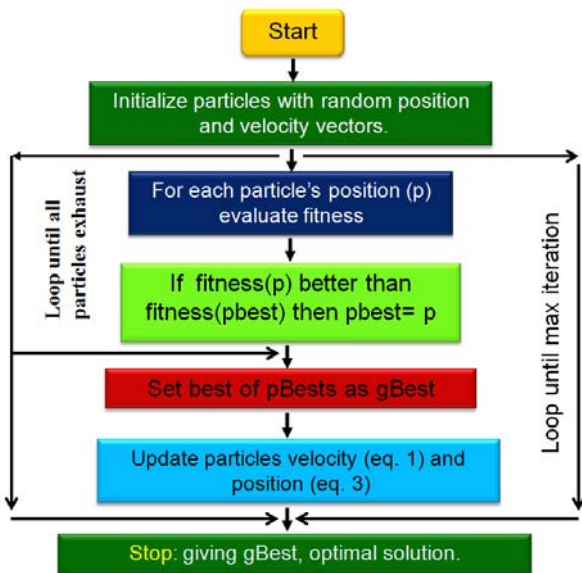 Start
Initialize particles with random position
and velocity vectors.
For each particle's position (p)
evaluate fitness
Loop until all
particles exhaust
If fitness(p) better than
fitness(pbest) then pbest= p
Loop until max iteration
Set best of pBests as gBest
Update particles velocity (eq. 1) and
position (eq. 3)
Stop: giving gBest, optimal solution.